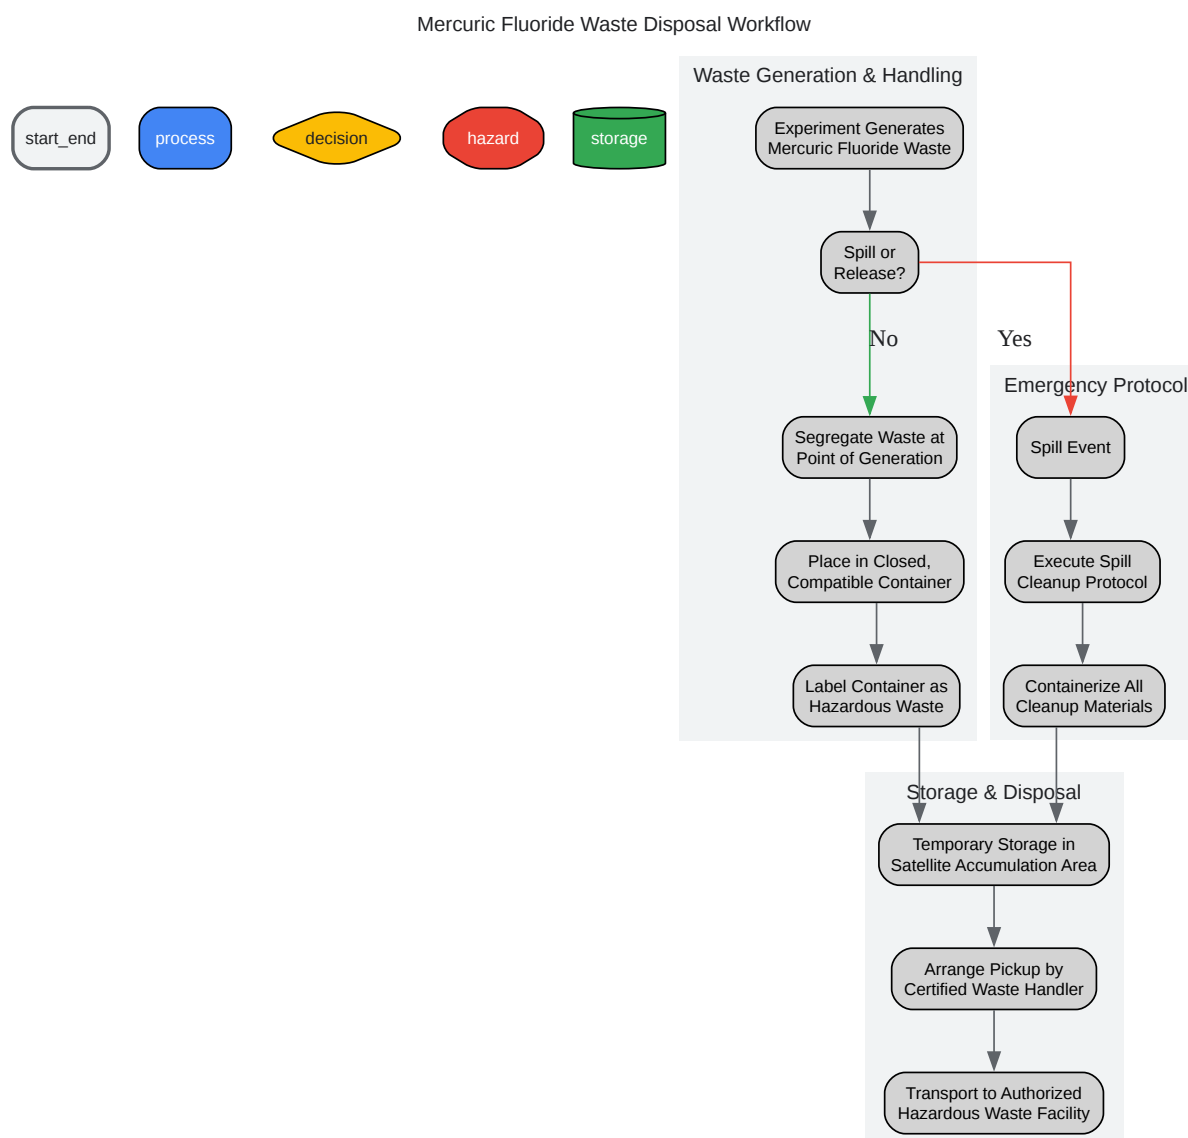 Mercuric Fluoride Waste Disposal Workflow
start_end
process
decision
hazard
storage
Waste Generation & Handling
Experiment Generates
Mercuric Fluoride Waste
Spill or
Release?
No
Yes
Segregate Waste at
Point of Generation
Place in Closed,
Compatible Container
Label Container as
Hazardous Waste
Emergency Protocol
Spill Event
Execute Spill
Cleanup Protocol
Containerize All
Cleanup Materials
Storage & Disposal
Temporary Storage in
Satellite Accumulation Area
Arrange Pickup by
Certified Waste Handler
Transport to Authorized
Hazardous Waste Facility